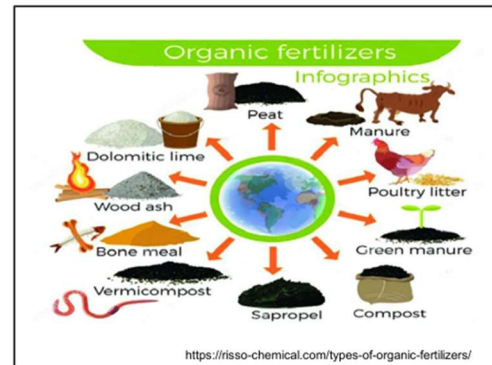 Organic fertilizers
Infographics
Peat
Manure
Dolomitic lime
Poultry litter
Wood ash
Bone meal
Green manure
Vermicompost
Sapropel
Compost
https://risso-chemical.com/types-of-organic-fertilizers/